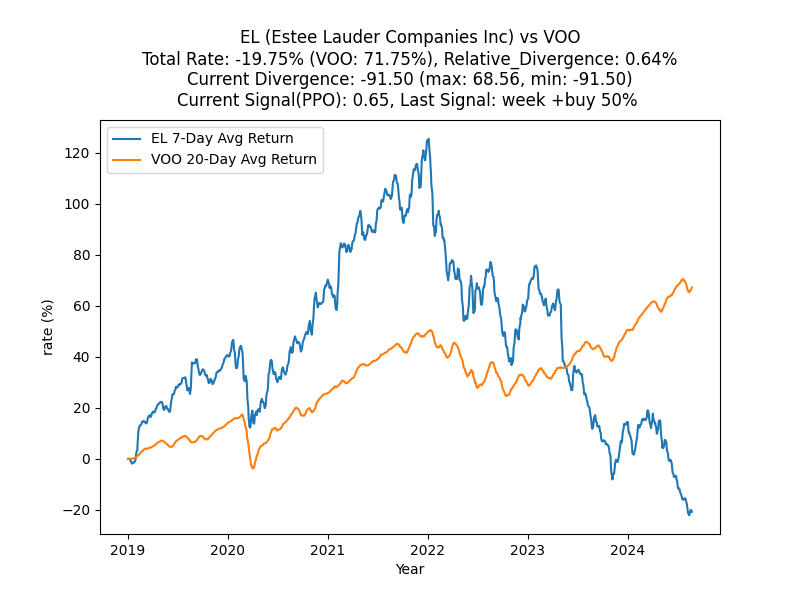 EL (Estee Lauder Companies Inc) vs VOO
Total Rate: -19.75% (VOO: 71.75%), Relative_Divergence: 0.64%
Current Divergence: -91.50 (max: 68.56, min: -91.50)
Current Signal(PPO): 0.65, Last Signal: week +buy 50%
EL 7-Day Avg Return
VOO 20-Day Avg Return
rate (%)
120
100
80
60
40
20
0
−20
2019
2020
2021
2022
2023
2024
Year